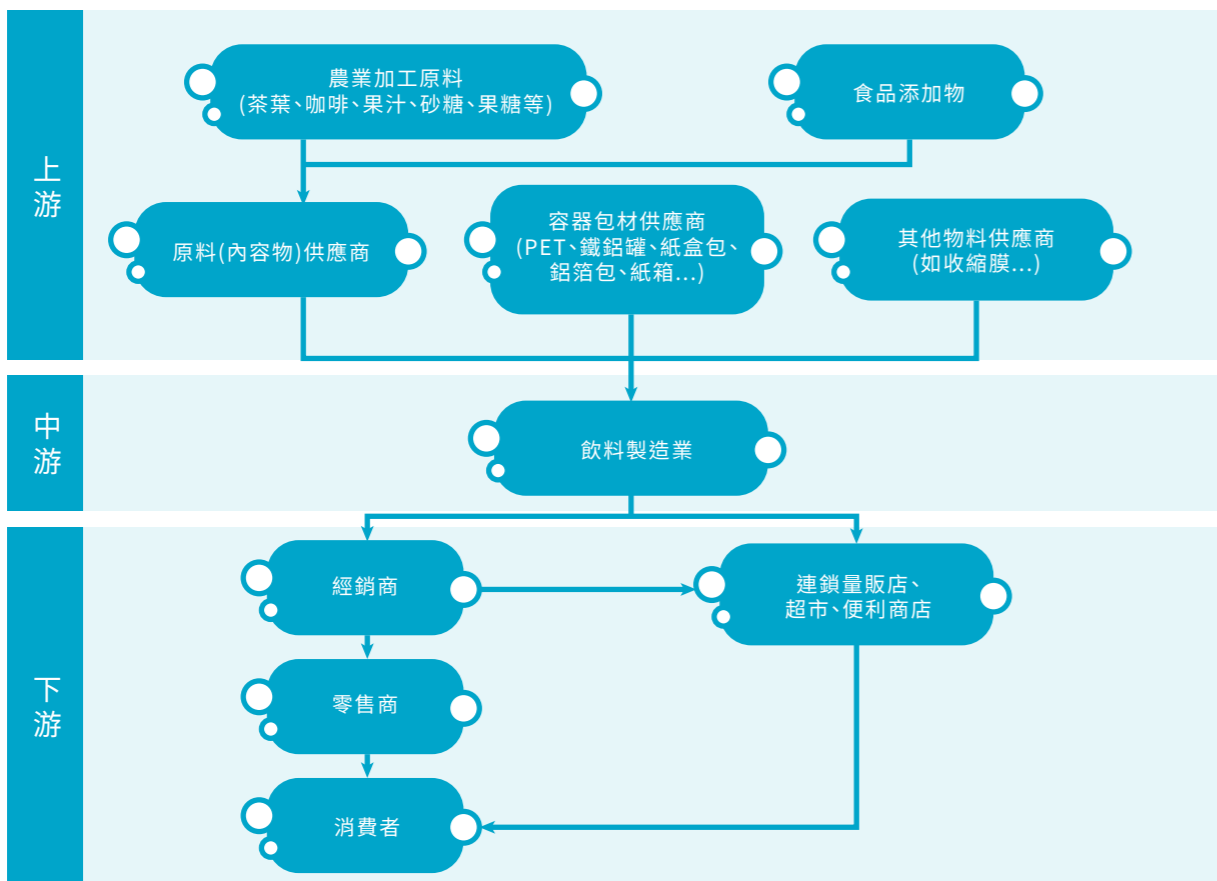 上游
農業加工原料
(茶葉、咖啡、果汁、砂糖、果糖等)
食品添加物
原料(內容物)供應商
容器包材供應商
(PET、鐵鋁罐、紙盒包、
鋁箔包、紙箱...)
其他物料供應商
(如收縮膜...)
中游
飲料製造業
下游
經銷商
連鎖量販店、
超市、便利商店
零售商
消費者